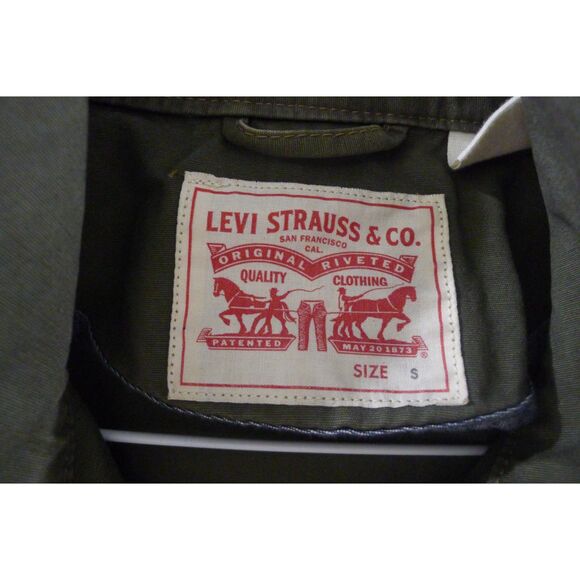 LEVI STRAUSS & CO.
SAN FRANCISCO
CAL.
ORIGINAL RIVETED
QUALITY CLOTHING
PATENTED MAY 20 1873 ®
SIZE S